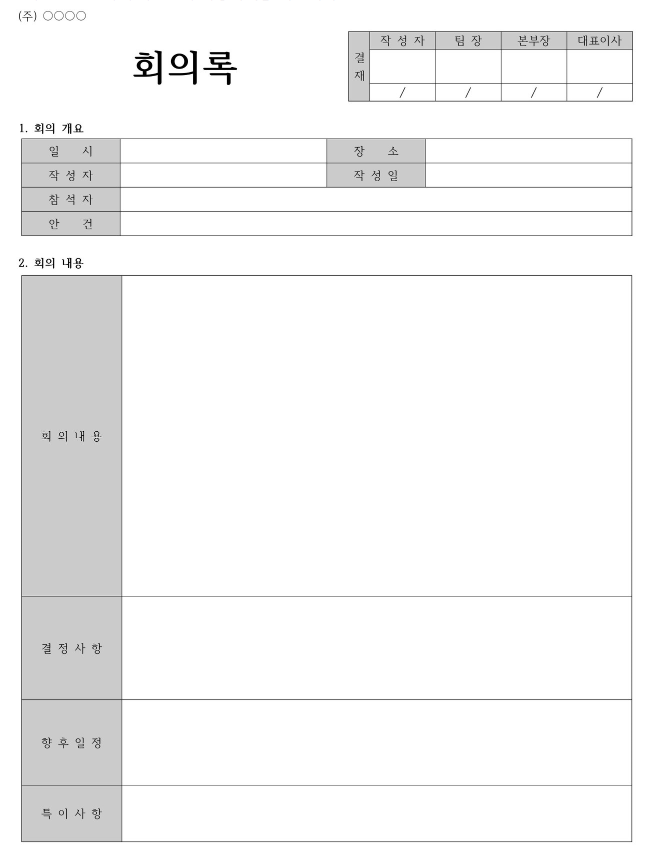 (주) ○○○○
회의록
결재
작 성 자 팀 장 본부장 대표이사
/ / / /
1. 회의 개요
일 시 장 소
작 성 자 작 성 일
참 석 자
안 건
2. 회의 내용
회 의 내 용
결 정 사 항
향 후 일 정
특 이 사 항